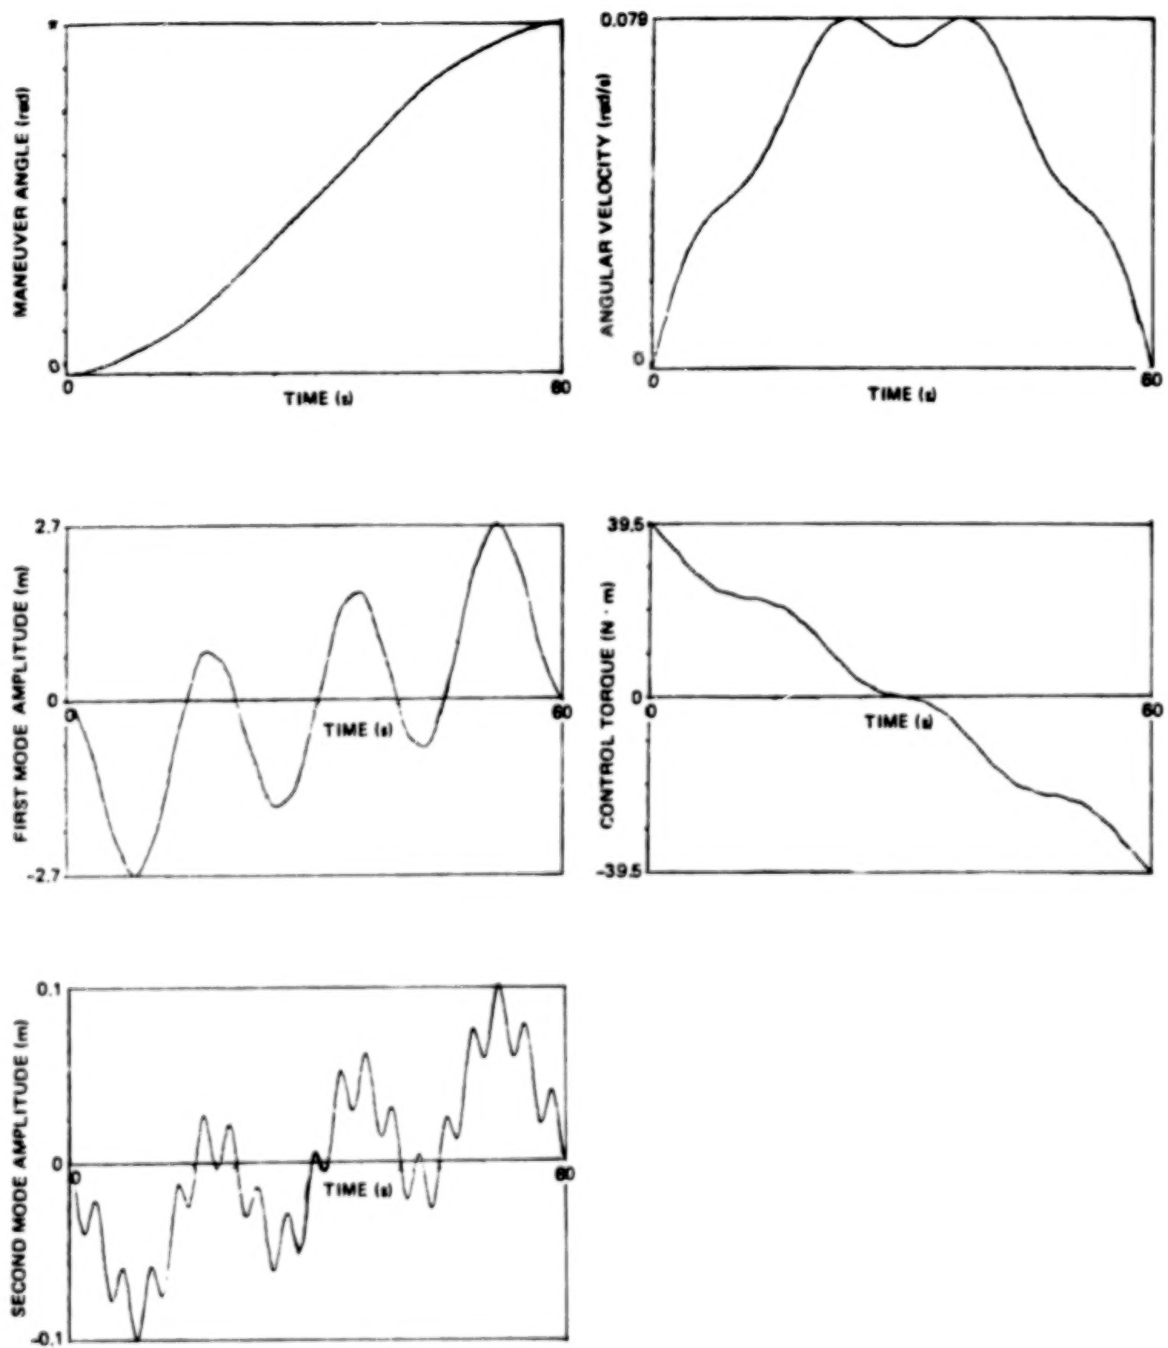 π
MANEUVER ANGLE (rad)
0
0
60
TIME (s)
0.079
ANGULAR VELOCITY (rad/s)
0
0
60
TIME (s)
2.7
FIRST MODE AMPLITUDE (m)
0
0
60
TIME (s)
-2.7
39.5
CONTROL TORQUE (N · m)
0
0
60
TIME (s)
-39.5
0.1
SECOND MODE AMPLITUDE (m)
0
0
60
TIME (s)
-0.1